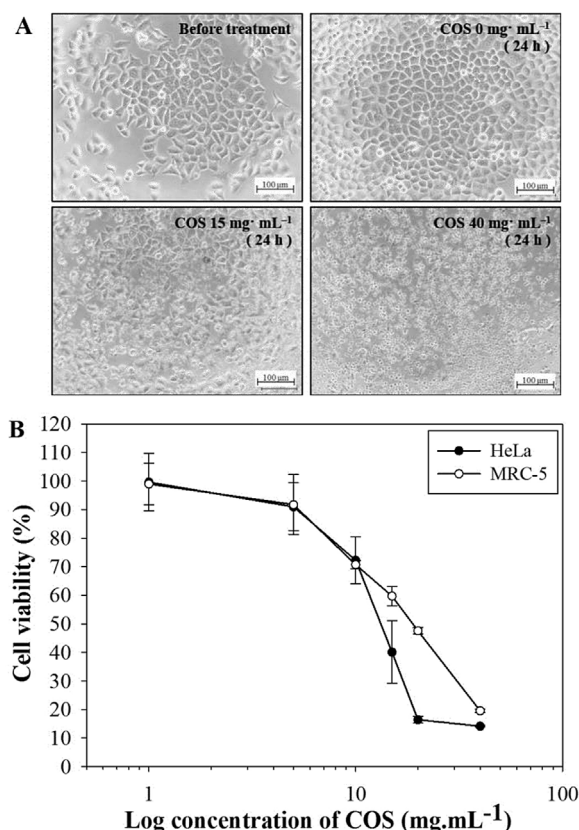 A
Before treatment
100 µm
COS 0 mg· mL⁻¹
( 24 h )
100 µm
COS 15 mg· mL⁻¹
( 24 h )
100 µm
COS 40 mg· mL⁻¹
( 24 h )
100 µm
B
HeLa
MRC-5
Cell viability (%)
120
110
100
90
80
70
60
50
40
30
20
10
0
1 10 100
Log concentration of COS (mg.mL⁻¹)